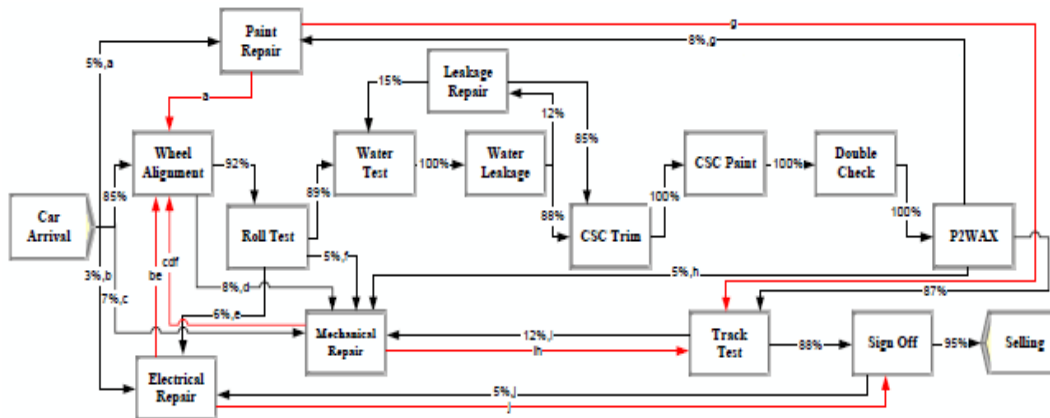 g
Paint
Repair
8%,g
5%,a
a
15%
Leakage
Repair
12%
85%
Wheel
Alignment
92%
Water
Test
100%
Water
Leakage
CSC Paint
100%
Double
Check
85%
89%
88%
100%
100%
Car
Arrival
Roll Test
CSC Trim
P2WAX
cdf
5%,f
be
3%,b
7%,c
8%,d
5%,h
87%
6%,e
Mechanical
Repair
12%,i
ih
Track
Test
88%
Sign Off
95%
Selling
Electrical
Repair
5%,j
j